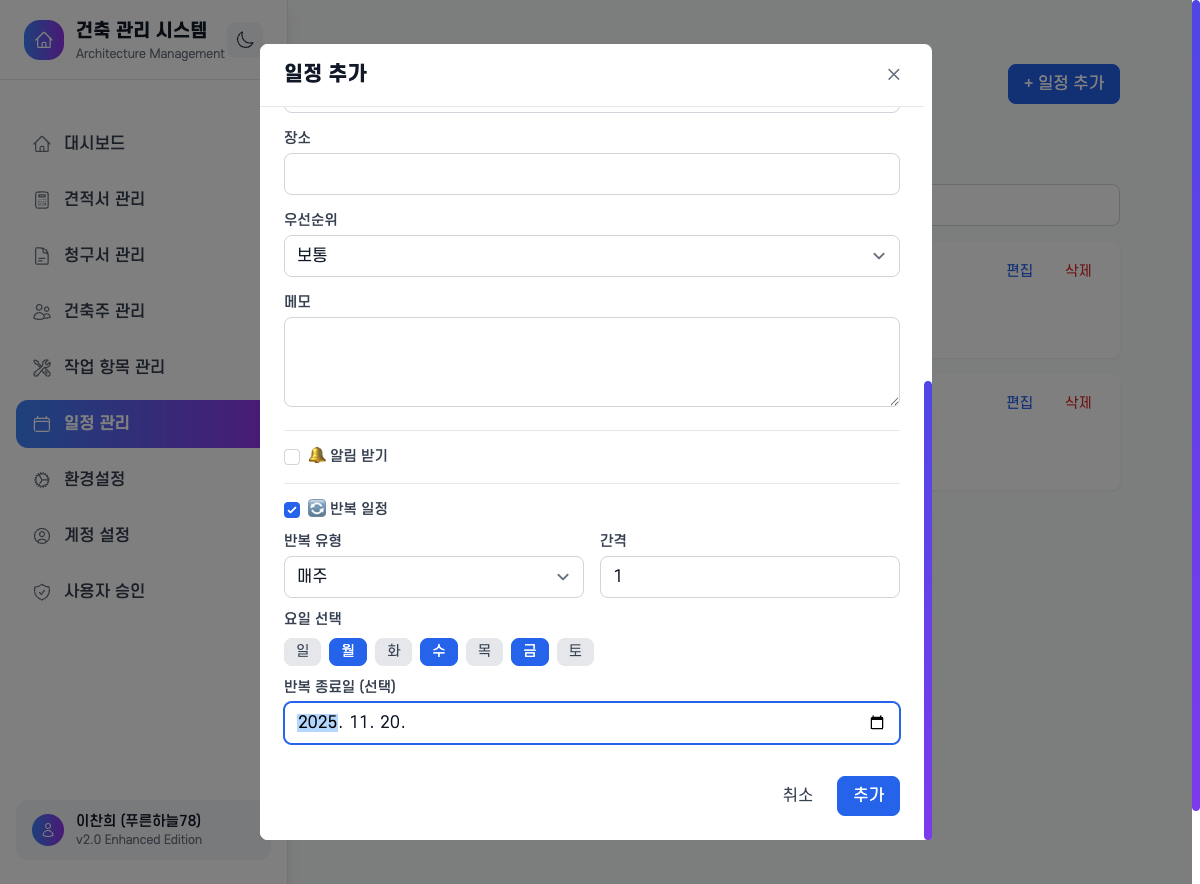 건축 관리 시스템
Architecture Management
대시보드
견적서 관리
청구서 관리
건축주 관리
작업 항목 관리
일정 관리
환경설정
계정 설정
사용자 승인
이찬희 (푸른하늘78)
v2.0 Enhanced Edition
+ 일정 추가
편집 삭제
편집 삭제
일정 추가
장소
우선순위
보통
메모
🔔 알림 받기
🔄 반복 일정
반복 유형 간격
매주 1
요일 선택
일 월 화 수 목 금 토
반복 종료일 (선택)
2025. 11. 20.
취소 추가